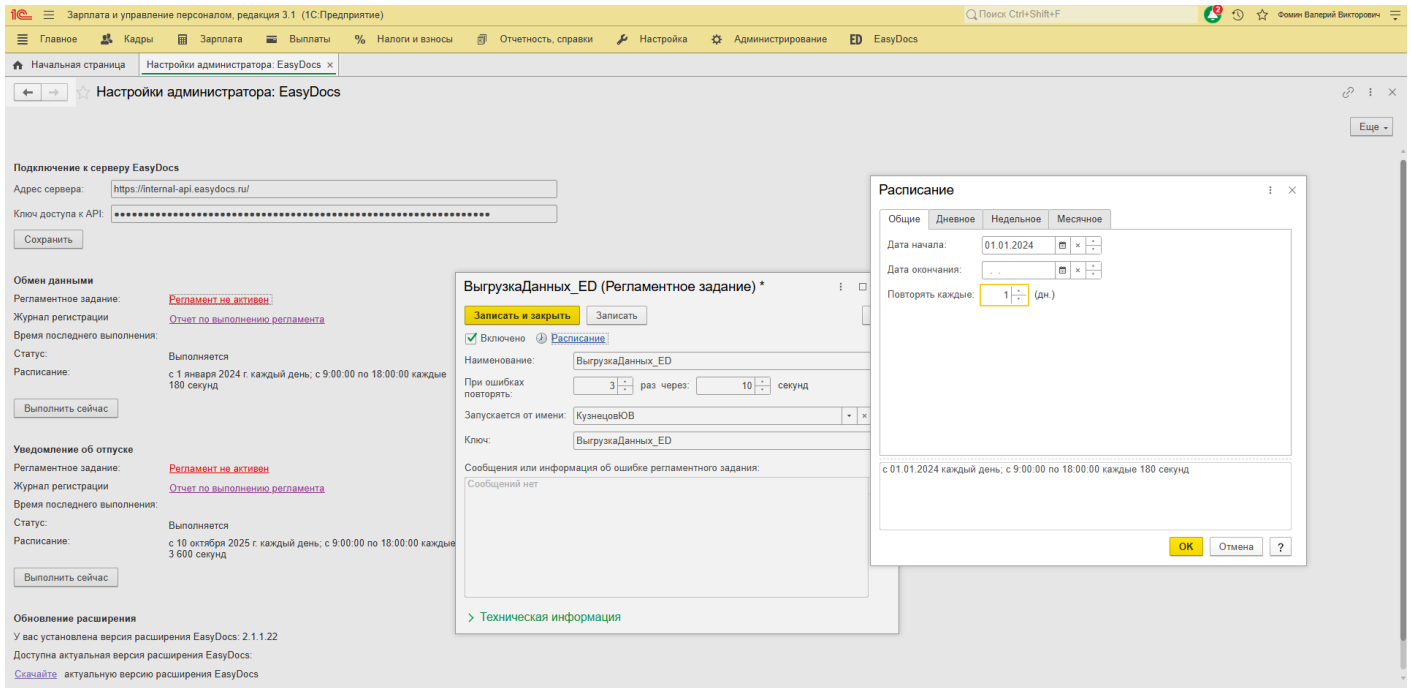 1С Зарплата и управление персоналом, редакция 3.1 (1С:Предприятие) Поиск Ctrl+Shift+F 2 Фомин Валерий Викторович
Главное Кадры Зарплата Выплаты % Налоги и взносы Отчетность, справки Настройка Администрирование ED EasyDocs
Начальная страница Настройки администратора: EasyDocs ×
Настройки администратора: EasyDocs
Еще
Подключение к серверу EasyDocs
Адрес сервера: https://internal-api.easydocs.ru/
Ключ доступа к API:
Сохранить
Обмен данными
Регламентное задание: Регламент не активен
Журнал регистрации Отчет по выполнению регламента
Время последнего выполнения:
Статус: Выполняется
Расписание: с 1 января 2024 г. каждый день; с 9:00:00 по 18:00:00 каждые
180 секунд
Выполнить сейчас
Уведомление об отпуске
Регламентное задание: Регламент не активен
Журнал регистрации Отчет по выполнению регламента
Время последнего выполнения:
Статус: Выполняется
Расписание: с 10 октября 2025 г. каждый день; с 9:00:00 по 18:00:00 каждые
3 600 секунд
Выполнить сейчас
Обновление расширения
У вас установлена версия расширения EasyDocs: 2.1.1.22
Доступна актуальная версия расширения EasyDocs:
Скачайте актуальную версию расширения EasyDocs
ВыгрузкаДанных_ED (Регламентное задание) *
Записать и закрыть Записать
Включено Расписание
Наименование: ВыгрузкаДанных_ED
При ошибках
повторять: 3 раз через: 10 секунд
Запускается от имени: КузнецовЮВ
Ключ: ВыгрузкаДанных_ED
Сообщения или информация об ошибке регламентного задания:
Сообщений нет
Техническая информация
Расписание
Общие Дневное Недельное Месячное
Дата начала: 01.01.2024
Дата окончания: . .
Повторять каждые: 1 (дн.)
с 01.01.2024 каждый день; с 9:00:00 по 18:00:00 каждые 180 секунд
ОК Отмена ?